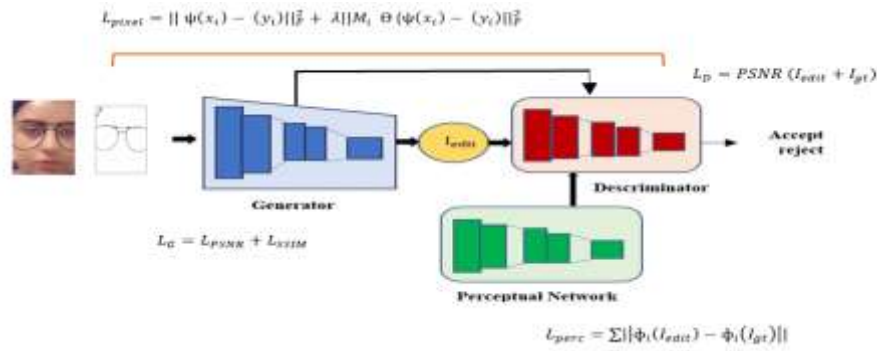 L_pixel = || ψ(x_i) − (y_i)||²_F + λ||M_i Θ (ψ(x_i) − (y_i)||²_F
L_D = PSNR (I_edit + I_gt)
I_edit
Accept
reject
Generator
Descriminator
L_G = L_PSNR + L_SSIM
Perceptual Network
L_perc = ∑||ϕ_i(I_edit) − ϕ_i(I_gt)||